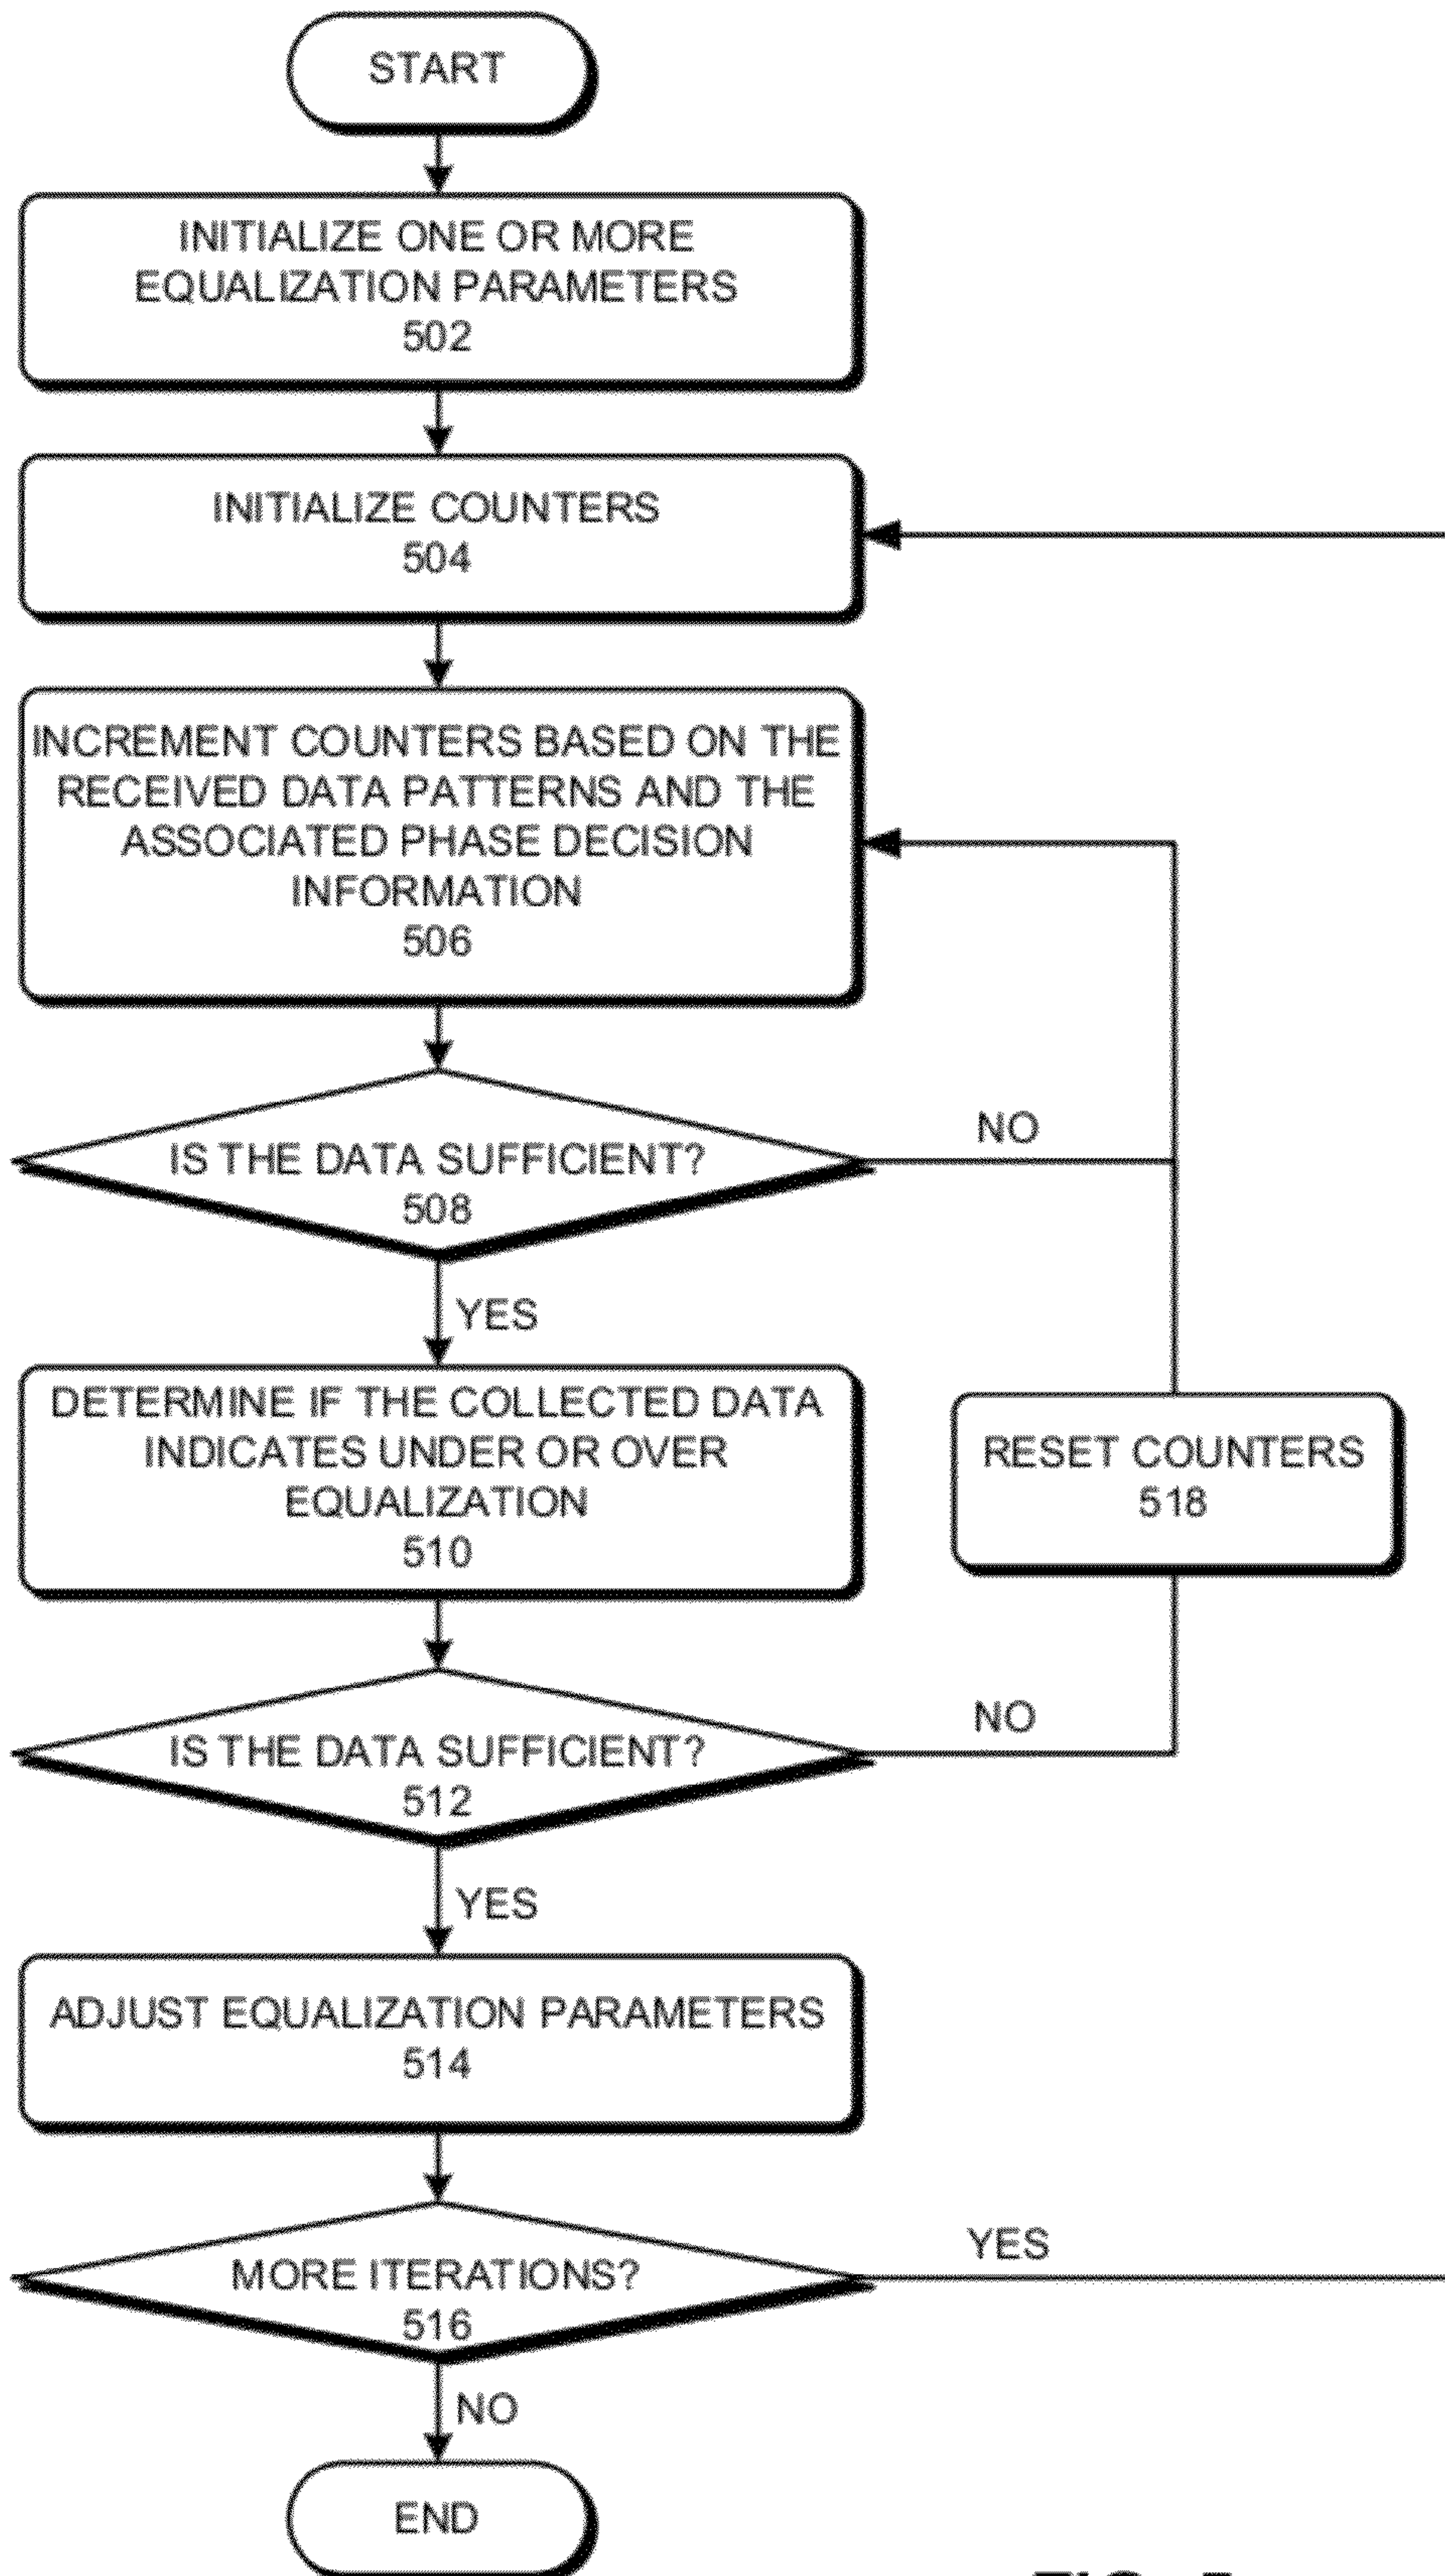 START
INITIALIZE ONE OR MORE
EQUALIZATION PARAMETERS
502
INITIALIZE COUNTERS
504
INCREMENT COUNTERS BASED ON THE
RECEIVED DATA PATTERNS AND THE
ASSOCIATED PHASE DECISION
INFORMATION
506
IS THE DATA SUFFICIENT?
508
NO
YES
DETERMINE IF THE COLLECTED DATA
INDICATES UNDER OR OVER
EQUALIZATION
510
RESET COUNTERS
518
IS THE DATA SUFFICIENT?
512
NO
YES
ADJUST EQUALIZATION PARAMETERS
514
MORE ITERATIONS?
516
YES
NO
END